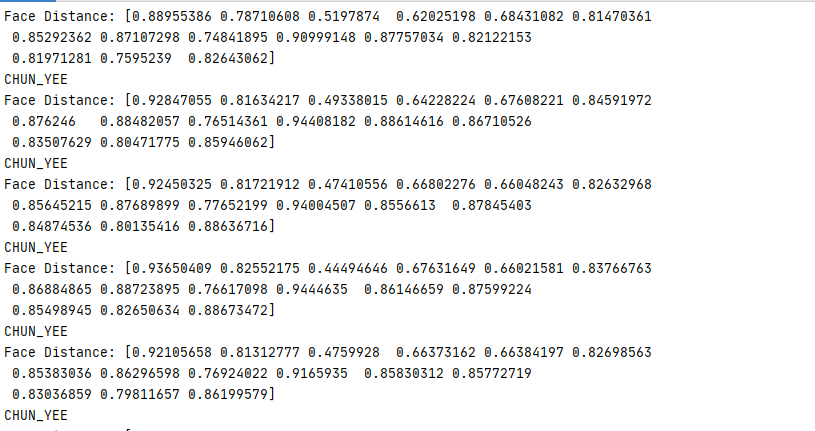 Face Distance: [0.88955386 0.78710608 0.5197874  0.62025198 0.68431082 0.81470361
 0.85292362 0.87107298 0.74841895 0.90999148 0.87757034 0.82122153
 0.81971281 0.7595239  0.82643062]
CHUN_YEE
Face Distance: [0.92847055 0.81634217 0.49338015 0.64228224 0.67608221 0.84591972
 0.876246   0.88482057 0.76514361 0.94408182 0.88614616 0.86710526
 0.83507629 0.80471775 0.85946062]
CHUN_YEE
Face Distance: [0.92450325 0.81721912 0.47410556 0.66802276 0.66048243 0.82632968
 0.85645215 0.87689899 0.77652199 0.94004507 0.8556613  0.87845403
 0.84874536 0.80135416 0.88636716]
CHUN_YEE
Face Distance: [0.93650409 0.82552175 0.44494646 0.67631649 0.66021581 0.83766763
 0.86884865 0.88723895 0.76617098 0.9444635  0.86146659 0.87599224
 0.85498945 0.82650634 0.88673472]
CHUN_YEE
Face Distance: [0.92105658 0.81312777 0.4759928  0.66373162 0.66384197 0.82698563
 0.85383036 0.86296598 0.76924022 0.9165935  0.85830312 0.85772719
 0.83036859 0.79811657 0.86199579]
CHUN_YEE